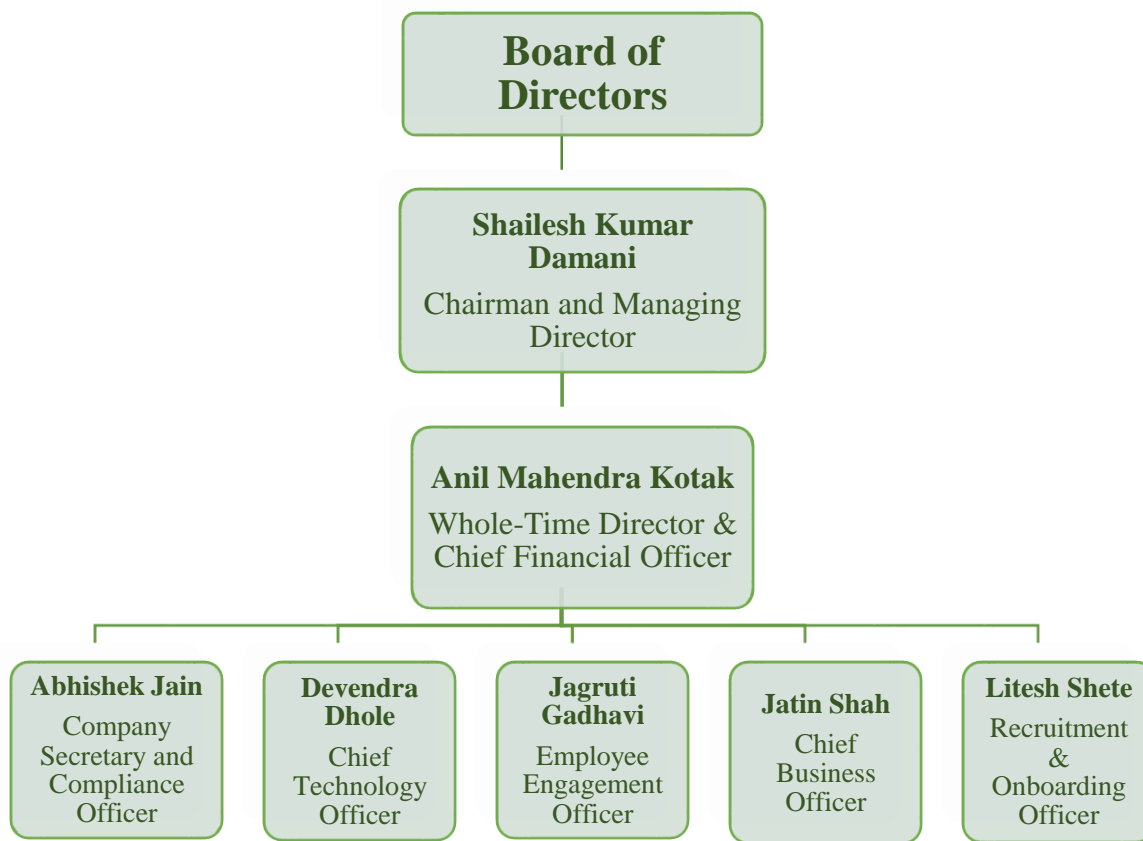 Board of
Directors
Shailesh Kumar
Damani
Chairman and Managing
Director
Anil Mahendra Kotak
Whole-Time Director &
Chief Financial Officer
Abhishek Jain
Company
Secretary and
Compliance
Officer
Devendra
Dhole
Chief
Technology
Officer
Jagruti
Gadhavi
Employee
Engagement
Officer
Jatin Shah
Chief
Business
Officer
Litesh Shete
Recruitment
&
Onboarding
Officer